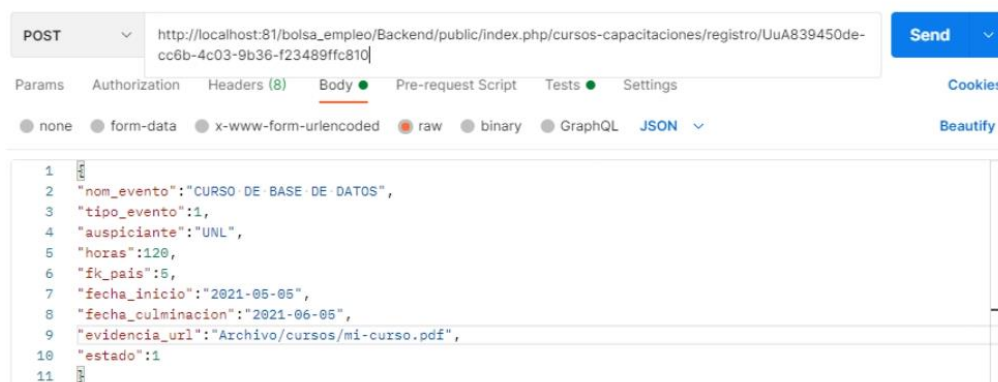 POST
http://localhost:81/bolsa_empleo/Backend/public/index.php/cursos-capacitaciones/registro/UuA839450de-
cc6b-4c03-9b36-f23489ffc810
Send
Params Authorization Headers (8) Body Pre-request Script Tests Settings Cookies
none form-data x-www-form-urlencoded raw binary GraphQL JSON Beautify
1 {
2 "nom_evento":"CURSO DE BASE DE DATOS",
3 "tipo_evento":1,
4 "auspiciante":"UNL",
5 "horas":120,
6 "fk_pais":5,
7 "fecha_inicio":"2021-05-05",
8 "fecha_culminacion":"2021-06-05",
9 "evidencia_url":"Archivo/cursos/mi-curso.pdf",
10 "estado":1
11 }